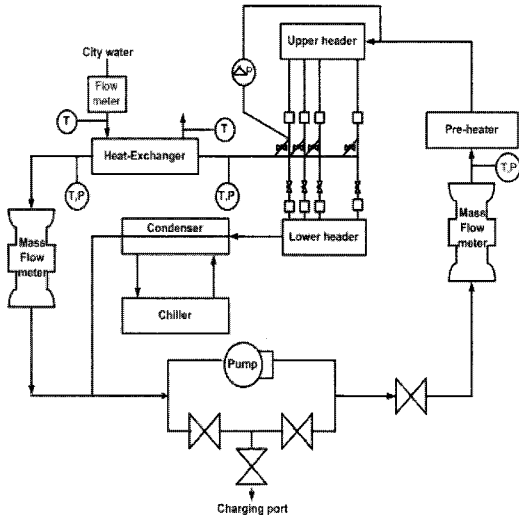 City water
Upper header
△P
Flow
meter
T
T
Pre-heater
Heat-Exchanger
T,P
T,P
T,P
Mass
Flow
meter
Condenser
Lower header
Mass
Flow
meter
Chiller
Pump
Charging port